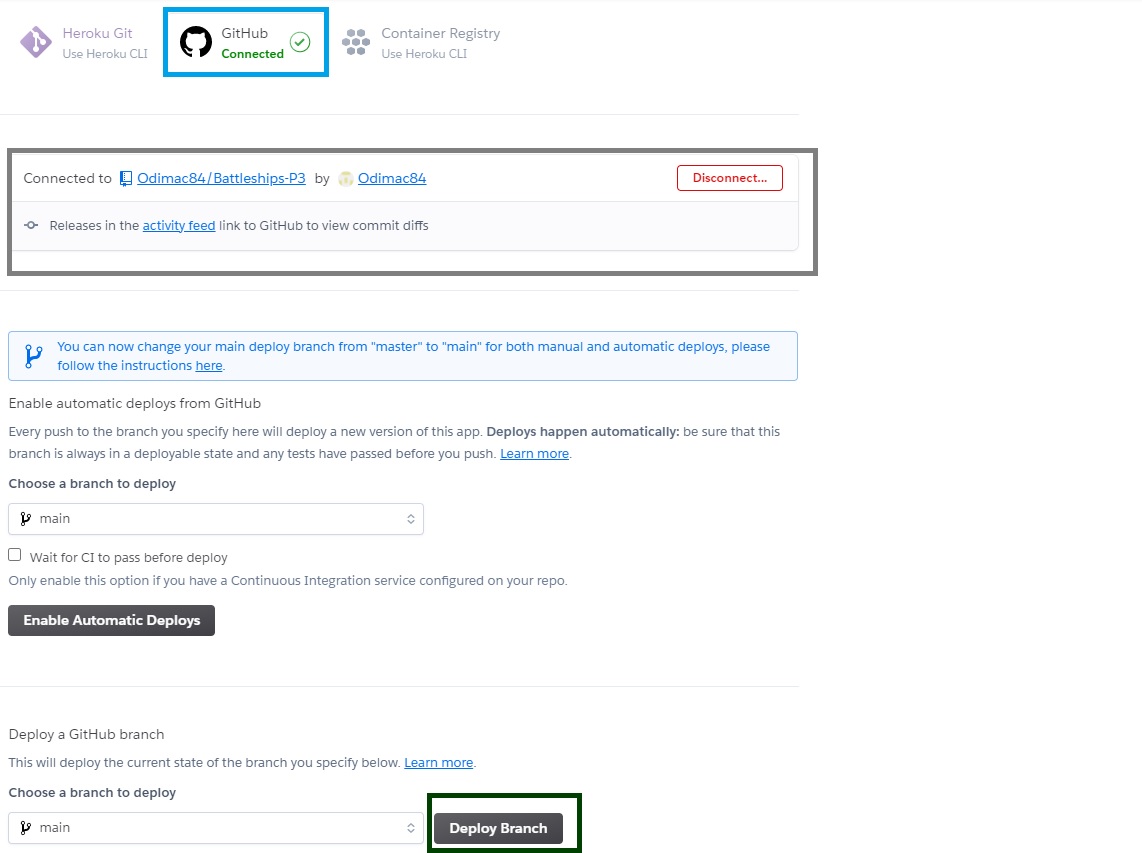 Heroku Git
Use Heroku CLI
GitHub
Connected
Container Registry
Use Heroku CLI
Connected to Odimac84/Battleships-P3 by Odimac84
Disconnect...
Releases in the activity feed link to GitHub to view commit diffs
You can now change your main deploy branch from "master" to "main" for both manual and automatic deploys, please
follow the instructions here.
Enable automatic deploys from GitHub
Every push to the branch you specify here will deploy a new version of this app. Deploys happen automatically: be sure that this
branch is always in a deployable state and any tests have passed before you push. Learn more.
Choose a branch to deploy
main
Wait for CI to pass before deploy
Only enable this option if you have a Continuous Integration service configured on your repo.
Enable Automatic Deploys
Deploy a GitHub branch
This will deploy the current state of the branch you specify below. Learn more.
Choose a branch to deploy
main
Deploy Branch